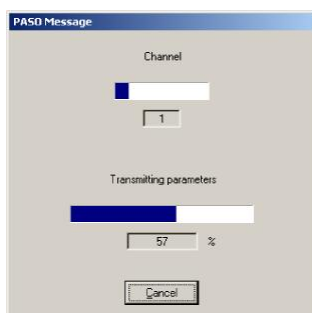 PASO Message
Channel
1
Transmitting parameters
57 %
Cancel